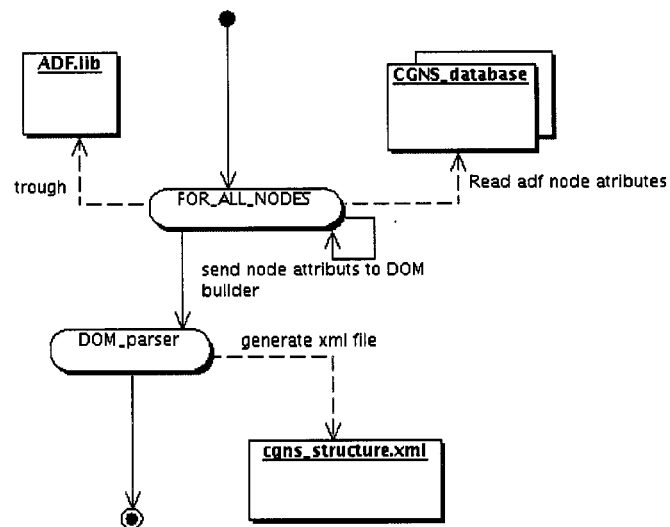 ADF.lib
CGNS_database
trough
Read adf node atributes
FOR_ALL_NODES
send node attributs to DOM
builder
DOM_parser
generate xml file
cgns_structure.xml